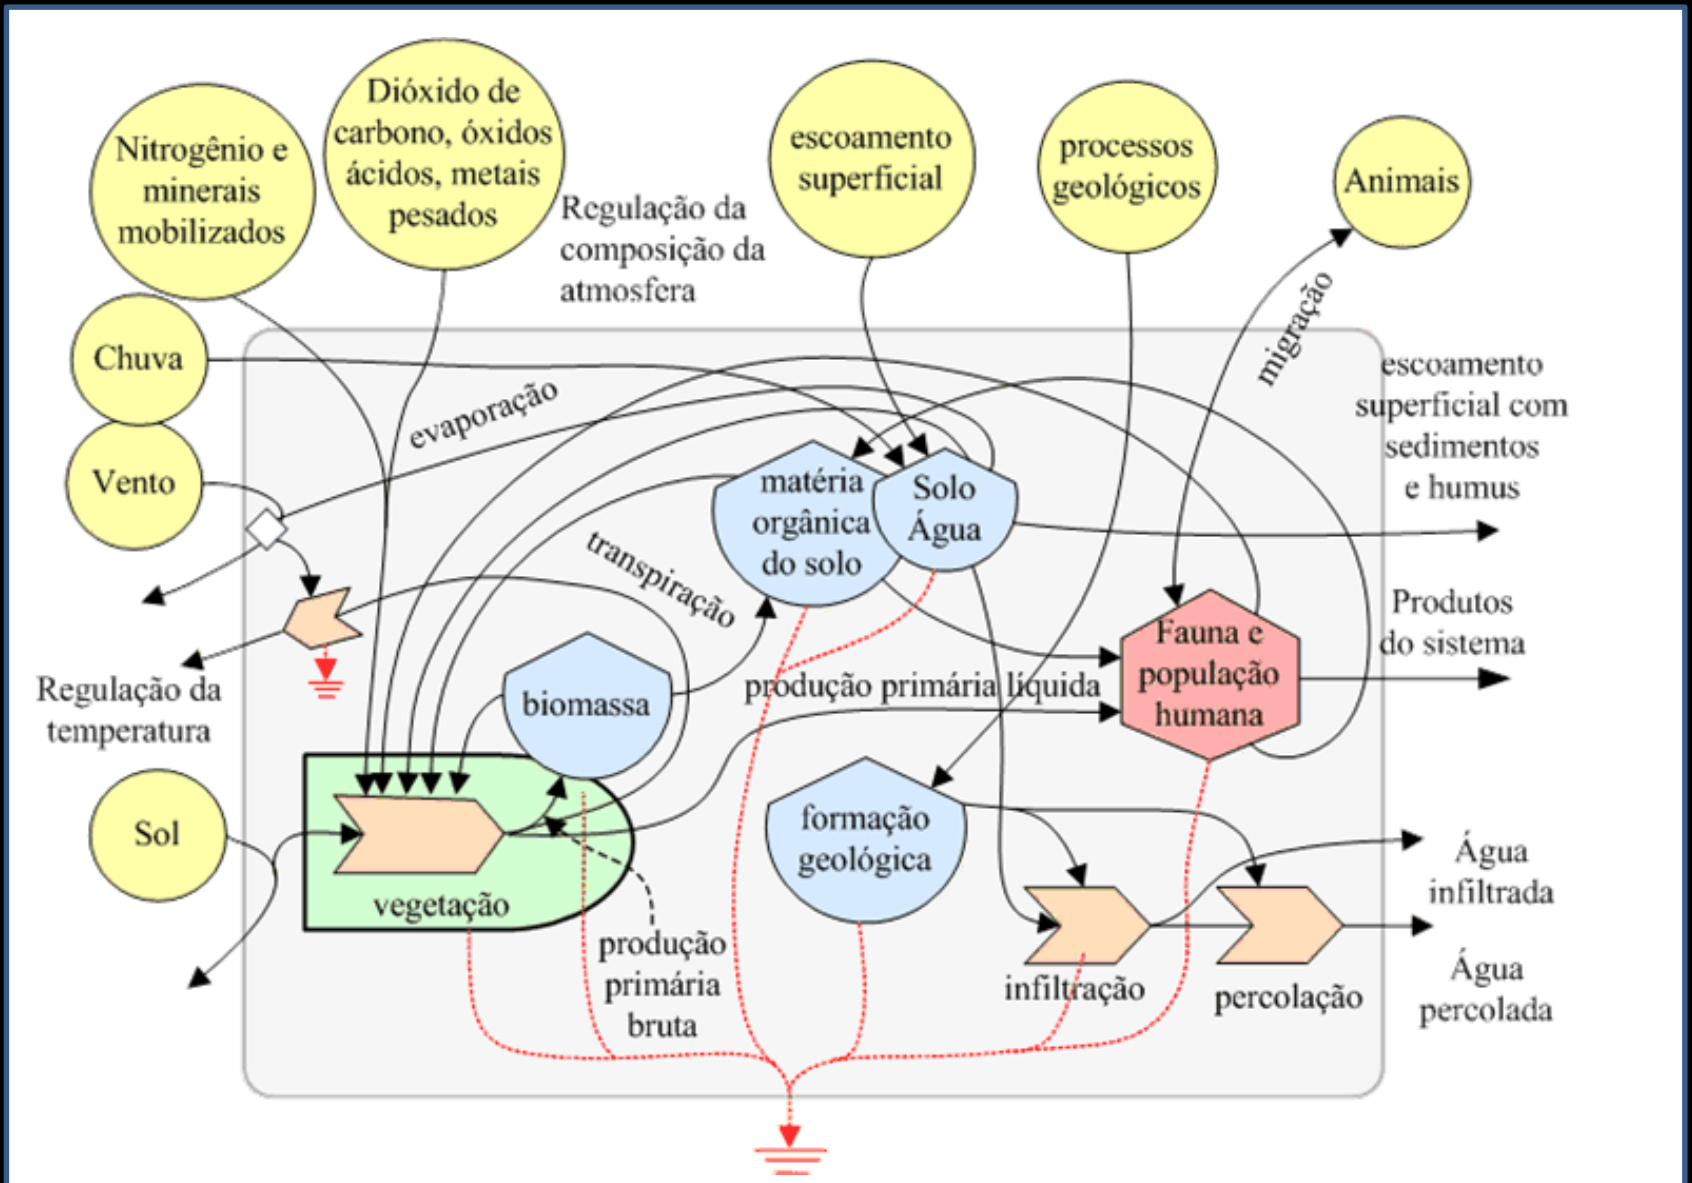 Nitrogênio e
minerais
mobilizados
Dióxido de
carbono, óxidos
ácidos, metais
pesados
Regulação da
composição da
atmosfera
escoamento
superficial
processos
geológicos
Animais
migração
Chuva
Vento
evaporação
transpiração
matéria
orgânica
do solo
Solo
Água
escoamento
superficial com
sedimentos
e humus
Fauna e
população
humana
Produtos
do sistema
Regulação da
temperatura
biomassa
produção primária líquida
Sol
vegetação
produção
primária
bruta
formação
geológica
infiltração
percolação
Água
infiltrada
Água
percolada